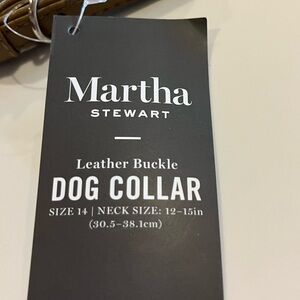 Martha
STEWART
Leather Buckle
DOG COLLAR
SIZE 14 | NECK SIZE: 12–15in
(30.5–38.1cm)